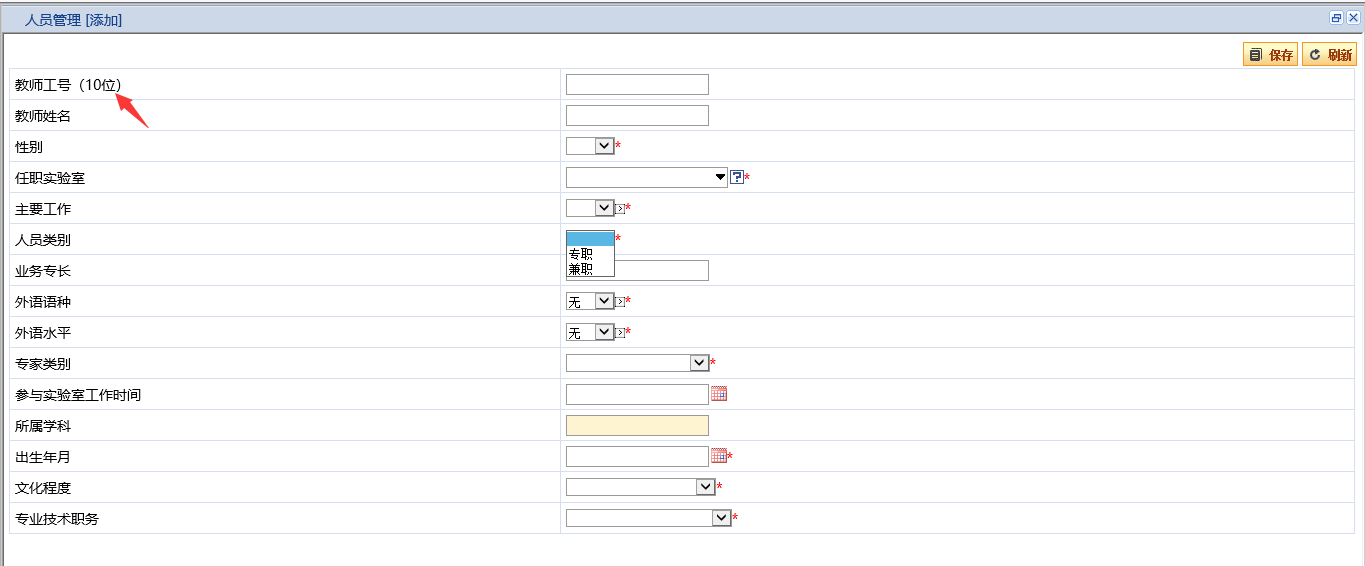 人员管理 [添加]
保存 刷新
教师工号（10位）
教师姓名
性别 *
任职实验室 ? *
主要工作 *
人员类别 *
专职
业务专长
兼职
外语语种 无 *
外语水平 无 *
专家类别 *
参与实验室工作时间
所属学科
出生年月 *
文化程度 *
专业技术职务 *